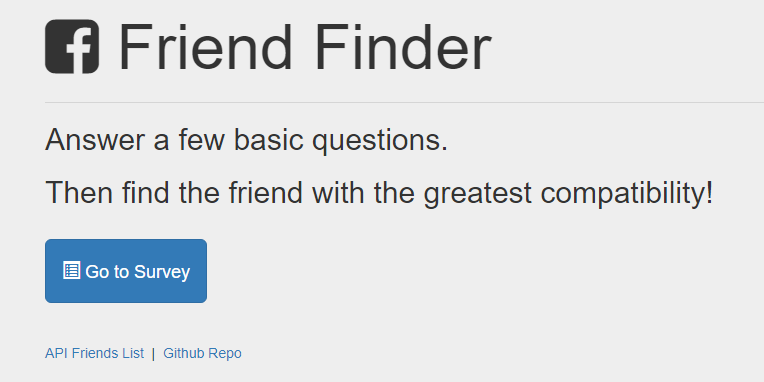 Friend Finder
Answer a few basic questions.
Then find the friend with the greatest compatibility!
Go to Survey
API Friends List | Github Repo